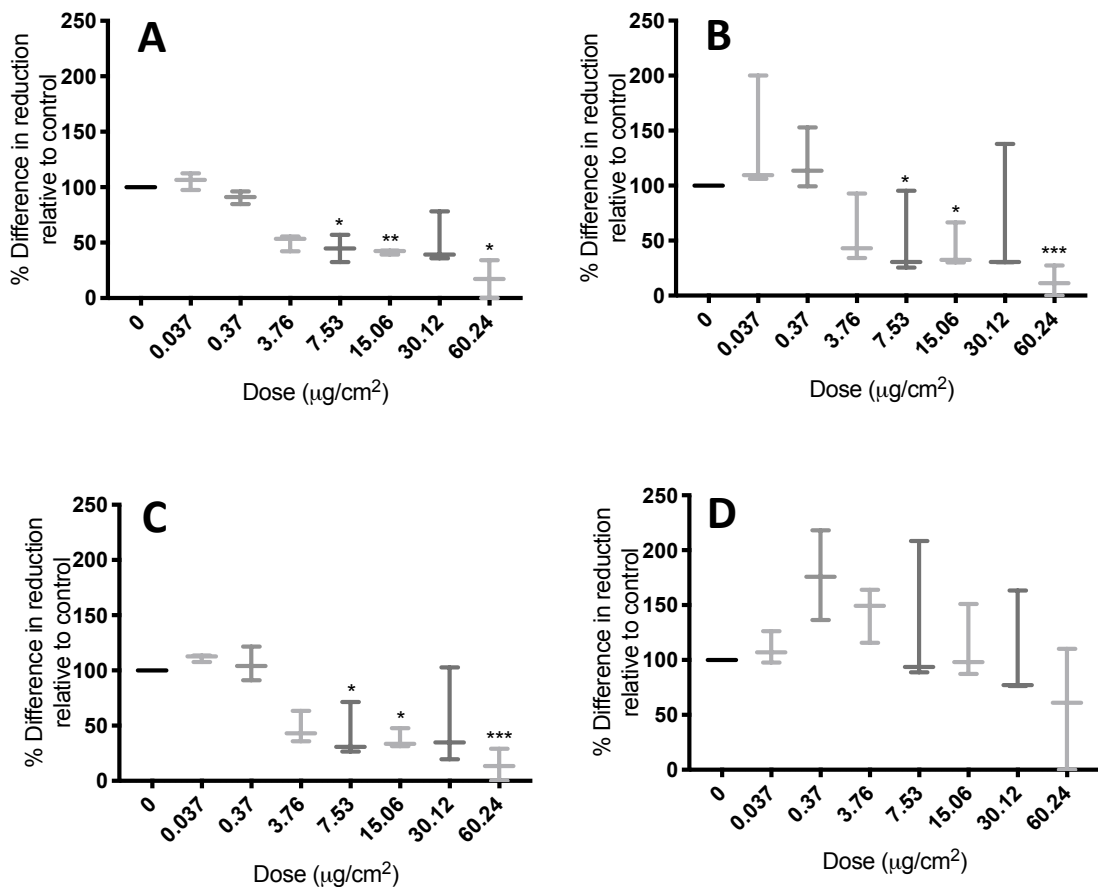 A
% Difference in reduction
relative to control
250
200
150
100
50
0
* ** *
0 0.037 0.37 3.76 7.53 15.06 30.12 60.24
Dose (μg/cm²)
B
% Difference in reduction
relative to control
250
200
150
100
50
0
* * ***
0 0.037 0.37 3.76 7.53 15.06 30.12 60.24
Dose (μg/cm²)
C
% Difference in reduction
relative to control
250
200
150
100
50
0
* * ***
0 0.037 0.37 3.76 7.53 15.06 30.12 60.24
Dose (μg/cm²)
D
% Difference in reduction
relative to control
250
200
150
100
50
0
0 0.037 0.37 3.76 7.53 15.06 30.12 60.24
Dose (μg/cm²)